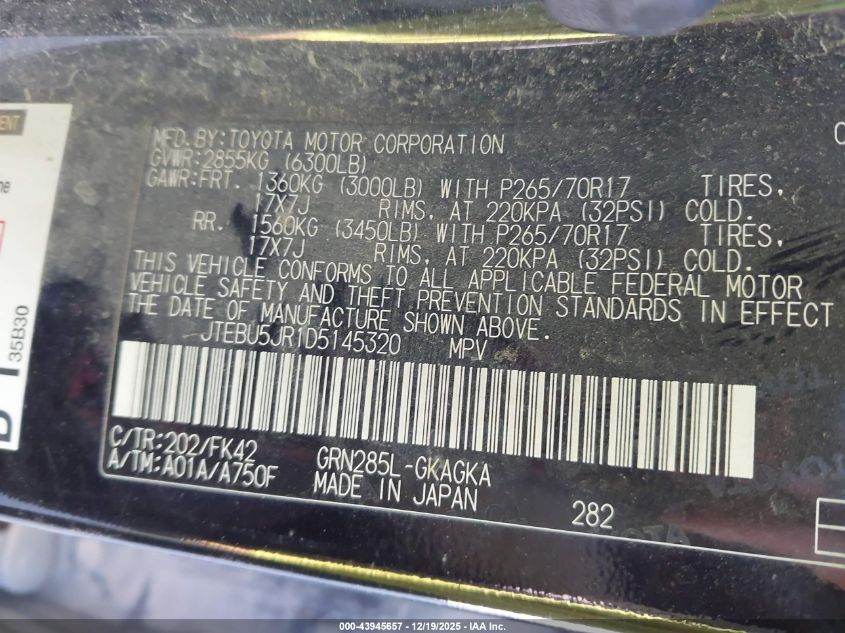 MFD.BY:TOYOTA MOTOR CORPORATION
GVWR:2855KG (6300LB)
GAWR:FRT. 1360KG (3000LB) WITH P265/70R17 TIRES,
17X7J RIMS, AT 220KPA (32PSI) COLD.
RR. 1560KG (3450LB) WITH P265/70R17 TIRES,
17X7J RIMS, AT 220KPA (32PSI) COLD.
THIS VEHICLE CONFORMS TO ALL APPLICABLE FEDERAL MOTOR
VEHICLE SAFETY AND THEFT PREVENTION STANDARDS IN EFFECT
THE DATE OF MANUFACTURE SHOWN ABOVE.
JTEBU5JR1D5145320 MPV
C/TR:202/FK42
A/TM:A01A/A750F
GRN285L-GKAGKA
MADE IN JAPAN
282
35B30
000-43945657 - 12/19/2025 - IAA Inc.